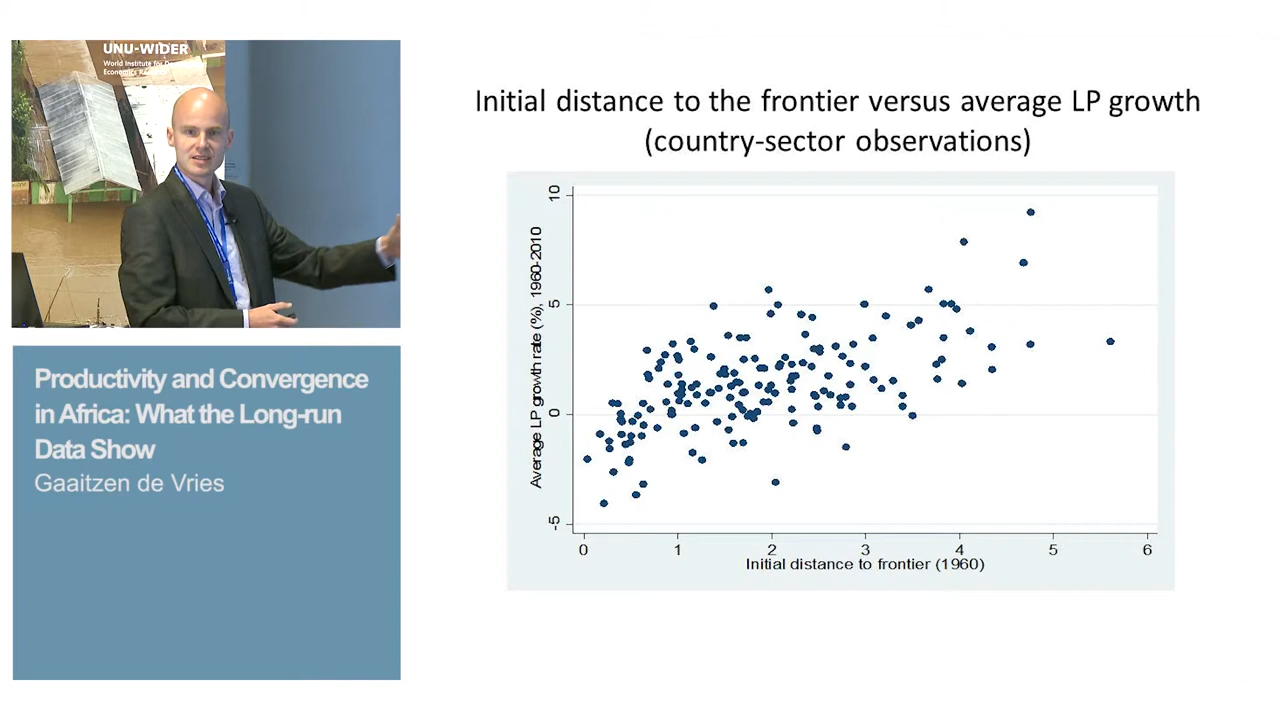 UNU-WIDER
World Institute for
Economics
Initial distance to the frontier versus average LP growth
(country-sector observations)
10
5
0
-5
Average LP growth rate (%), 1960-2010
0 1 2 3 4 5 6
Initial distance to frontier (1960)
Productivity and Convergence
in Africa: What the Long-run
Data Show
Gaaitzen de Vries